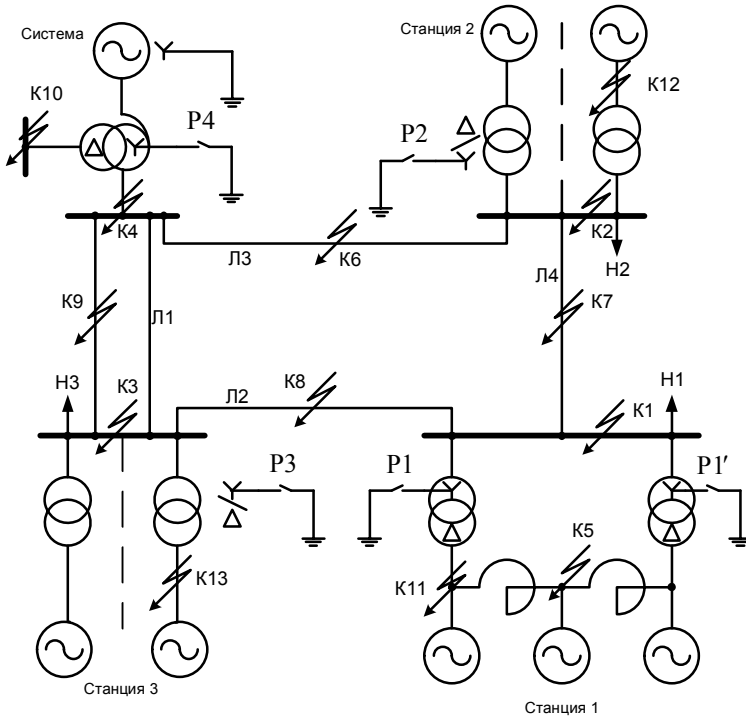 Система
Станция 2
К10
К12
Р4
Р2
К4
К2
Н2
Л3
К6
Л4
К9
К7
Л1
Н3
К3
К8
Л2
Н1
К1
Р3
Р1
Р1′
К13
К11
К5
Станция 3
Станция 1